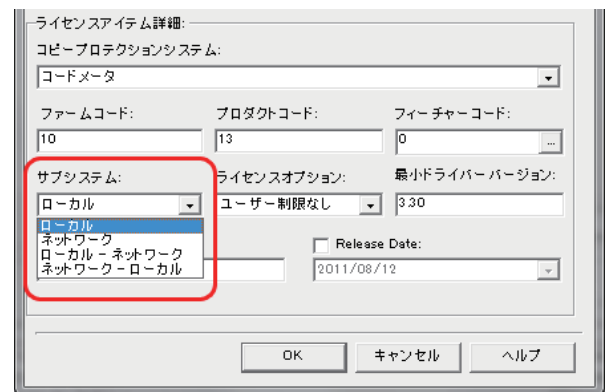 ライセンスアイテム詳細:
コピープロテクションシステム:
コードメータ
ファームコード: プロダクトコード: フィーチャーコード:
10 13 0 ...
サブシステム: ライセンスオプション: 最小ドライバー バージョン:
ローカル ユーザー制限なし 3.30
ローカル
ネットワーク
ローカル - ネットワーク
ネットワーク - ローカル
Release Date:
2011/08/12
OK キャンセル ヘルプ